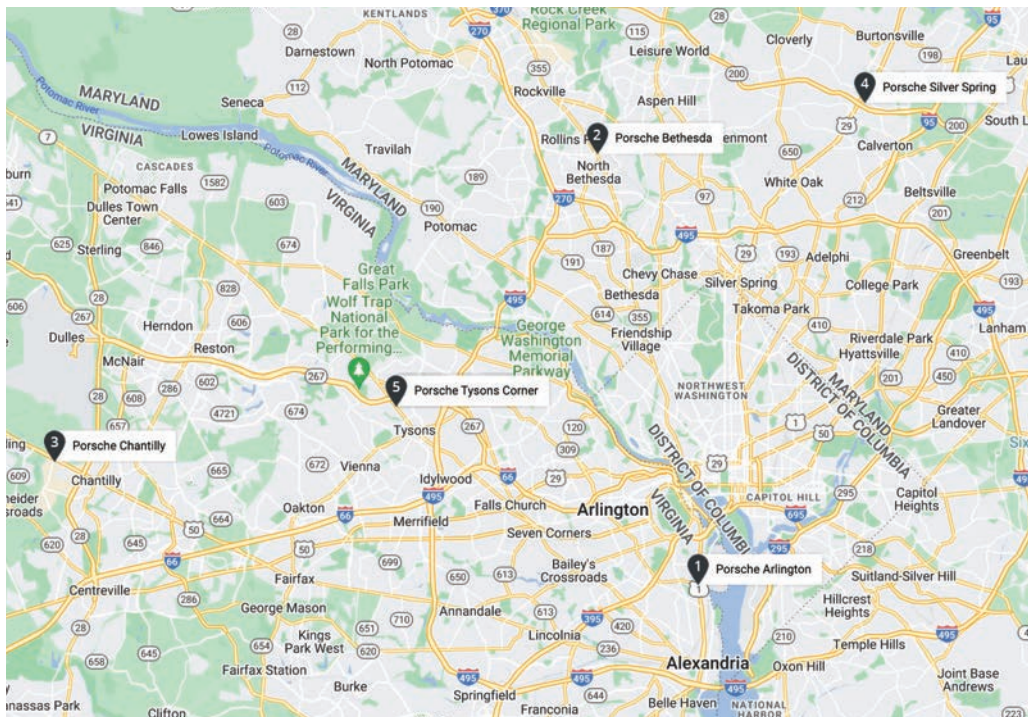 KENTLANDS
Darnestown
North Potomac
Rock Creek
Regional Park
Leisure World
Cloverly
Burtonsville
Rockville
Aspen Hill
4 Porsche Silver Spring
MARYLAND
Potomac River
VIRGINIA
Seneca
Lowes Island
Travilah
2 Porsche Bethesda
North
Bethesda
Calverton
White Oak
Beltsville
CASCADES
Potomac Falls
Dulles Town
Center
Sterling
Potomac River
MARYLAND
VIRGINIA
Potomac
Great
Falls Park
Wolf Trap
National
Park for the
Performing...
Chevy Chase
Bethesda
Silver Spring
Adelphi
Greenbelt
College Park
Takoma Park
Friendship
Village
George
Washington
Memorial
Parkway
Riverdale Park
Hyattsville
Lanham
Herndon
Reston
Dulles
McNair
5 Porsche Tysons Corner
Tysons
NORTHWEST
WASHINGTON
MARYLAND
DISTRICT OF COLUMBIA
Greater
Landover
3 Porsche Chantilly
Chantilly
Vienna
Idylwood
Oakton
Merrifield
Falls Church
Seven Corners
Arlington
DISTRICT OF COLUMBIA
VIRGINIA
CAPITOL HILL
Capitol
Heights
1 Porsche Arlington
Bailey's
Crossroads
Suitland-Silver Hill
Hillcrest
Heights
Temple Hills
Centreville
Fairfax
George Mason
Kings
Park West
Annandale
Lincolnia
Alexandria
Oxon Hill
Joint Base
Andrews
Fairfax Station
Burke
Springfield
Franconia
Belle Haven
NATIONAL
HARBOR
Clifton